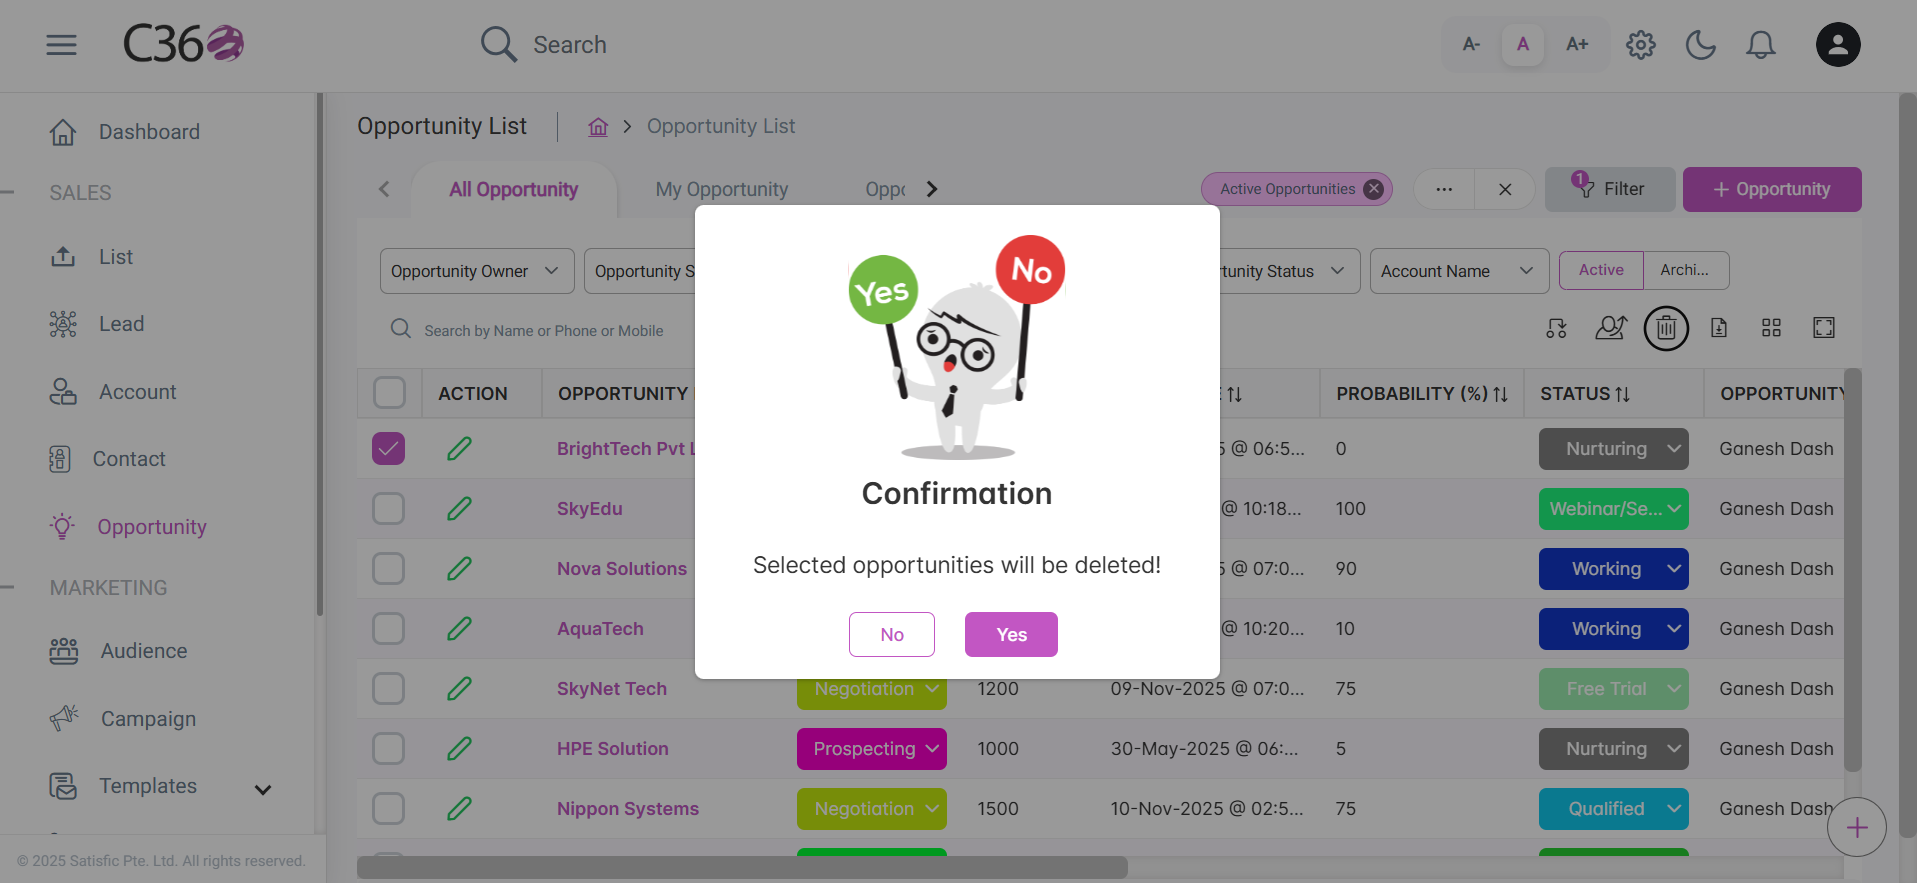 C360
Search
A-
A
A+
Dashboard
SALES
List
Lead
Account
Contact
Opportunity
MARKETING
Audience
Campaign
Templates
© 2025 Satisfic Pte. Ltd. All rights reserved.
Opportunity List
Opportunity List
All Opportunity
My Opportunity
Oppo
Active Opportunities
...
1
Filter
+ Opportunity
Opportunity Owner
Opportunity S
tunity Status
Account Name
Active
Archi...
Search by Name or Phone or Mobile
ACTION
OPPORTUNITY
PROBABILITY (%)
STATUS
OPPORTUNITY
BrightTech Pvt L
5 @ 06:5...
0
Nurturing
Ganesh Dash
SkyEdu
@ 10:18...
100
Webinar/Se...
Ganesh Dash
Nova Solutions
5 @ 07:0...
90
Working
Ganesh Dash
AquaTech
@ 10:20...
10
Working
Ganesh Dash
SkyNet Tech
Negotiation
1200
09-Nov-2025 @ 07:0...
75
Free Trial
Ganesh Dash
HPE Solution
Prospecting
1000
30-May-2025 @ 06:...
5
Nurturing
Ganesh Dash
Nippon Systems
Negotiation
1500
10-Nov-2025 @ 02:5...
75
Qualified
Ganesh Dash
Yes
No
Confirmation
Selected opportunities will be deleted!
No
Yes